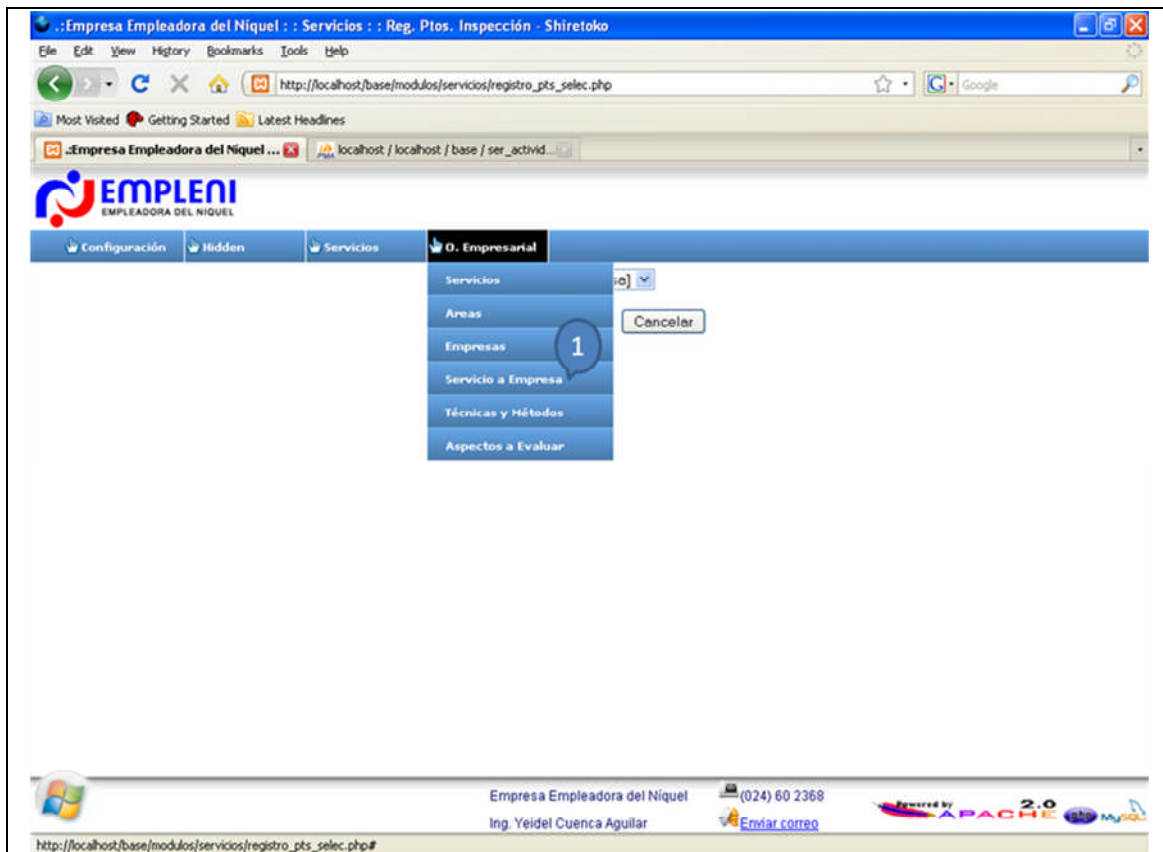 .:Empresa Empleadora del Níquel : : Servicios : : Reg. Ptos. Inspección - Shiretoko
File Edit View History Bookmarks Tools Help
http://localhost/base/modulos/servicios/registro_pts_selec.php
Google
Most Visited Getting Started Latest Headlines
.:Empresa Empleadora del Níquel ... localhost / localhost / base / ser_activid...
EMPLENI
EMPLEADORA DEL NIQUEL
Configuración Hidden Servicios O. Empresarial
Servicios
Areas
Cancelar
Empresas
1
Servicio a Empresa
Técnicas y Métodos
Aspectos a Evaluar
Empresa Empleadora del Níquel (024) 60 2368
Ing. Yeidel Cuenca Aguilar Enviar correo
Powered by APACHE 2.0 php MySQL
http://localhost/base/modulos/servicios/registro_pts_selec.php#